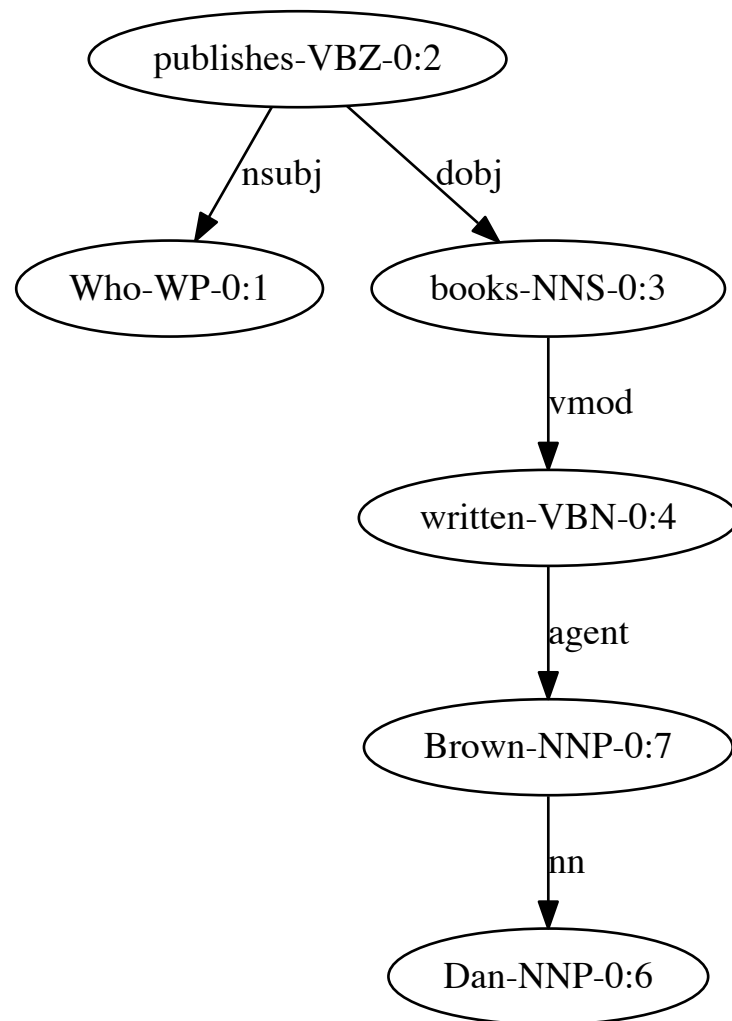 publishes-VBZ-0:2
nsubj
dobj
Who-WP-0:1
books-NNS-0:3
vmod
written-VBN-0:4
agent
Brown-NNP-0:7
nn
Dan-NNP-0:6